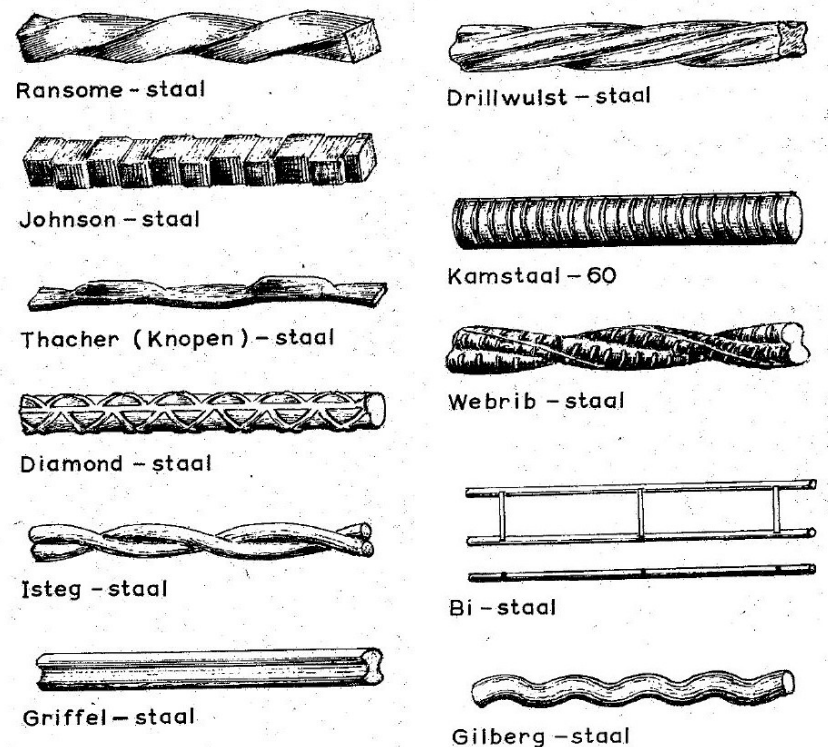 Ransome - staal
Johnson - staal
Thacher (Knopen) - staal
Diamond - staal
Isteg - staal
Griffel - staal
Drillwulst - staal
Kamstaal - 60
Webrib - staal
Bi - staal
Gilberg - staal